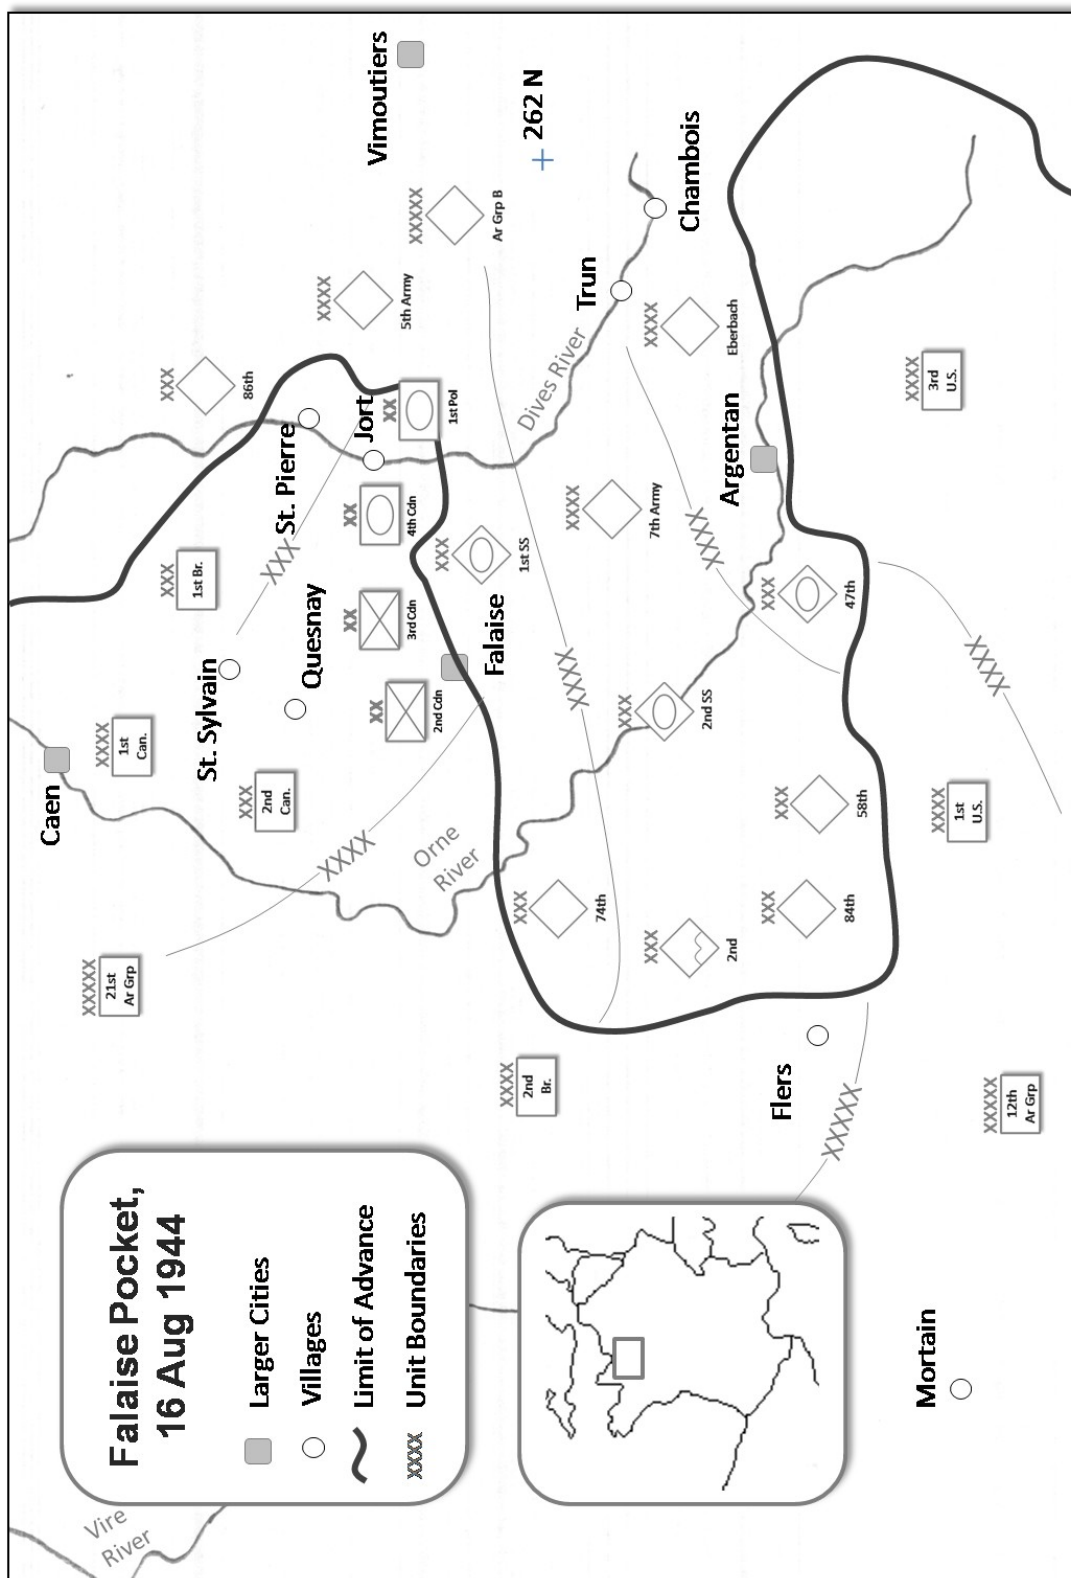 Falaise Pocket,
16 Aug 1944
Larger Cities
Villages
Limit of Advance
XXXX Unit Boundaries
Vire
River
Caen
XXXXX
21st
Ar Grp
XXXX
1st
Can.
XXX
1st Br.
XXX
86th
Vimoutiers
St. Sylvain
XXX
2nd
Can.
XXX
St. Pierre
Quesnay
XXXX
5th Army
XXXX
Jort
XX
2nd Cdn
XX
3rd Cdn
XX
4th Cdn
XX
1st Pol
XXXXX
Ar Grp B
Orne
River
Falaise
XXX
1st SS
262 N
Dives River
XXXX
2nd
Br.
XXX
74th
XXXX
XXXX
7th Army
Trun
Chambois
XXX
2nd
XXX
2nd SS
XXXX
XXXX
Eberbach
Argentan
Flers
XXX
84th
XXX
58th
XXX
47th
XXXXX
XXXX
3rd
U.S.
XXXX
1st
U.S.
XXXX
XXXXX
12th
Ar Grp
Mortain